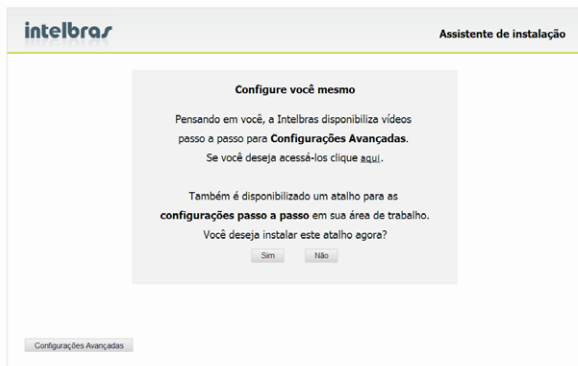 intelbras
Assistente de instalação
Configure você mesmo
Pensando em você, a Intelbras disponibiliza vídeos
passo a passo para Configurações Avançadas.
Se você deseja acessá-los clique aqui.
Também é disponibilizado um atalho para as
configurações passo a passo em sua área de trabalho.
Você deseja instalar este atalho agora?
Sim Não
Configurações Avançadas